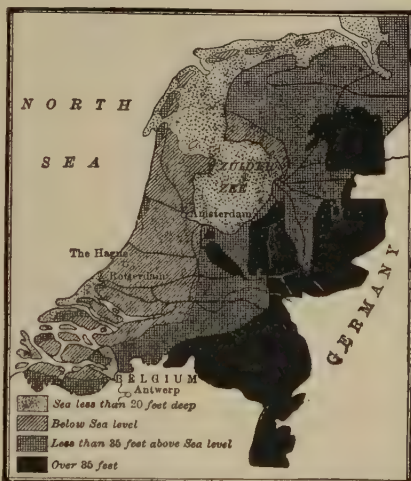 NORTH
SEA
ZUIDER
ZEE
Amsterdam
The Hague
Rotterdam
GERMANY
BELGIUM
Antwerp
Sea less than 20 feet deep
Below Sea level
Less than 35 feet above Sea level
Over 35 feet